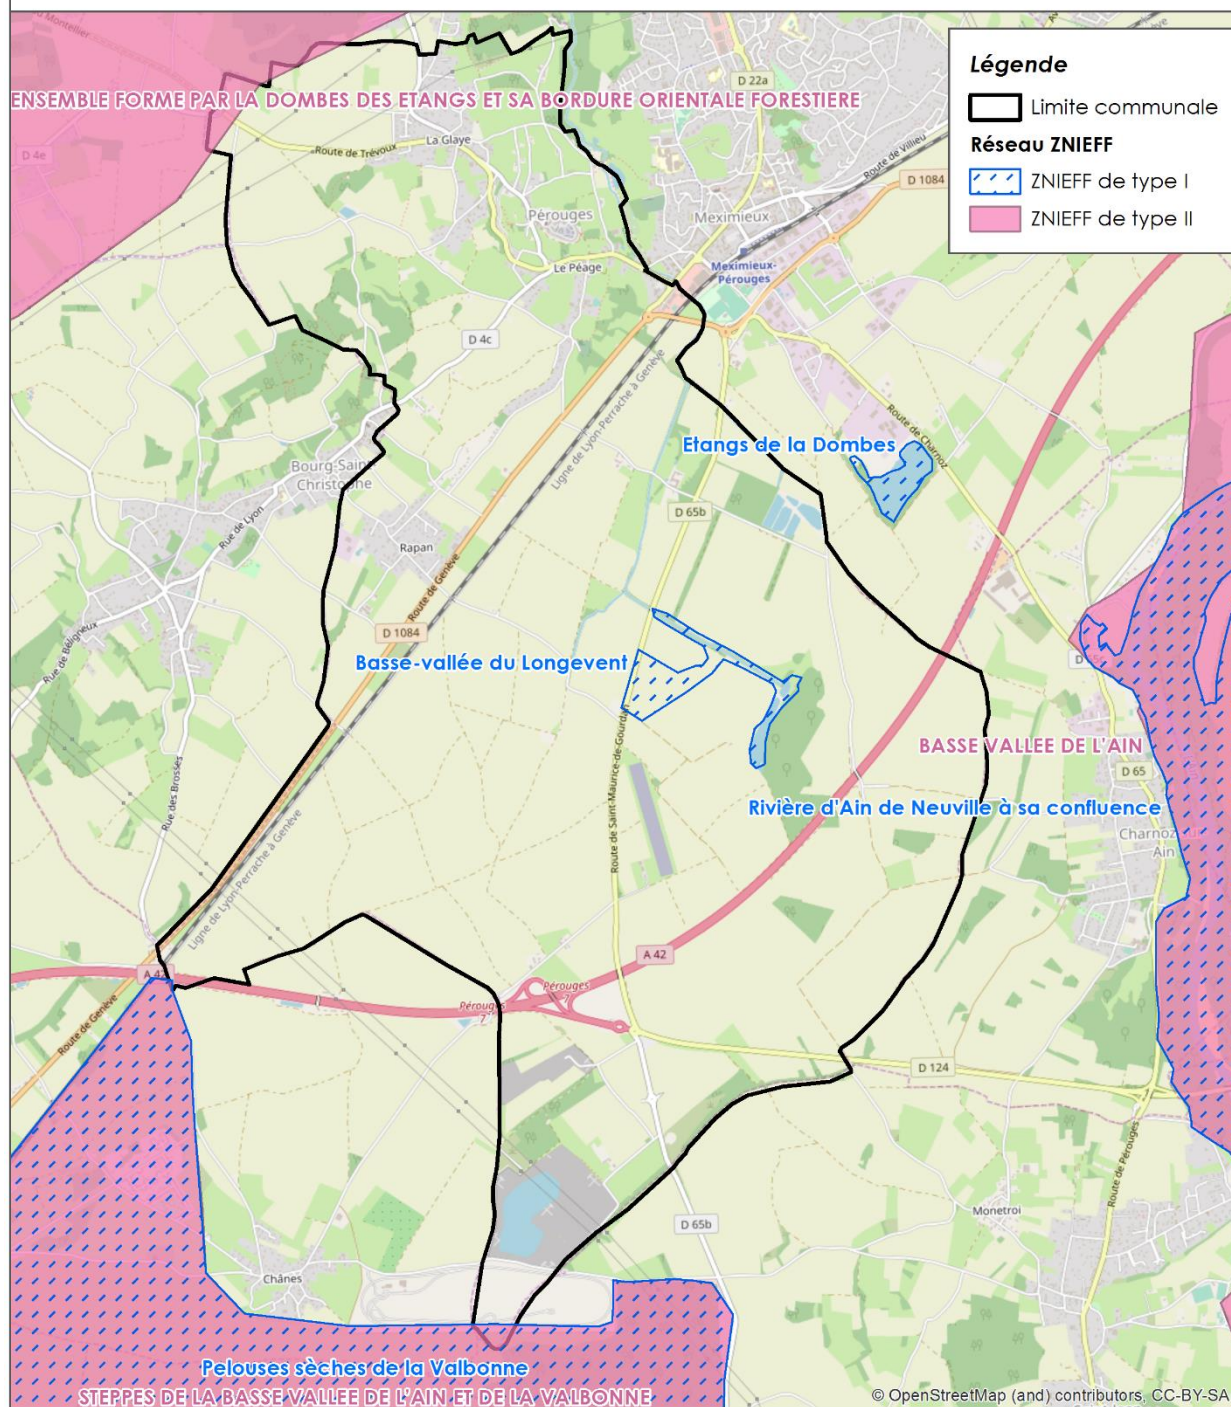 ENSEMBLE FORME PAR LA DOMBES DES ETANGS ET SA BORDURE ORIENTALE FORESTIERE
Légende
Limite communale
Réseau ZNIEFF
ZNIEFF de type I
ZNIEFF de type II
D 22a
Route de Villieu
D 1084
D 4e
Route de Trévoux
La Glaye
Pérouges
Meximieux
Le Péage
Meximieux-
Pérouges
D 4c
Ligne de Lyon-Perrache à Genève
Route de Charnoz
Etangs de la Dombes
Bourg-Saint-
Christophe
Rue de Lyon
D 65b
Rapan
Route de Genève
D 1084
Rue de Béligneux
Basse-vallée du Longevent
Route de Saint-Maurice-de-Gourdan
BASSE VALLEE DE L'AIN
D 65
Rue des Brosses
Rivière d'Ain de Neuville à sa confluence
Charnoz
Ain
Ligne de Lyon-Perrache à Genève
A 42
A 42
Pérouges
7
Pérouges
7
Route de Genève
D 124
Route de Pérouges
Monetroi
D 65b
Chânes
Pelouses sèches de la Valbonne
STEPPES DE LA BASSE VALLEE DE L'AIN ET DE LA VALBONNE
© OpenStreetMap (and) contributors, CC-BY-SA